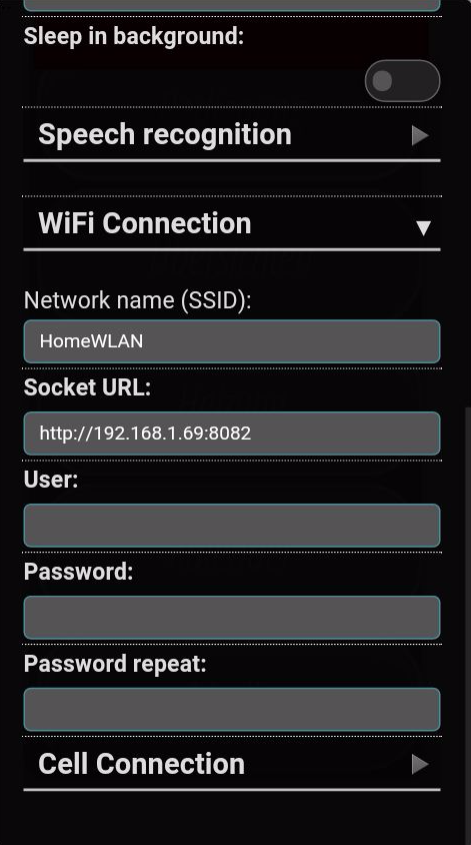 Sleep in background:
Speech recognition
WiFi Connection
Network name (SSID):
HomeWLAN
Socket URL:
http://192.168.1.69:8082
User:
Password:
Password repeat:
Cell Connection